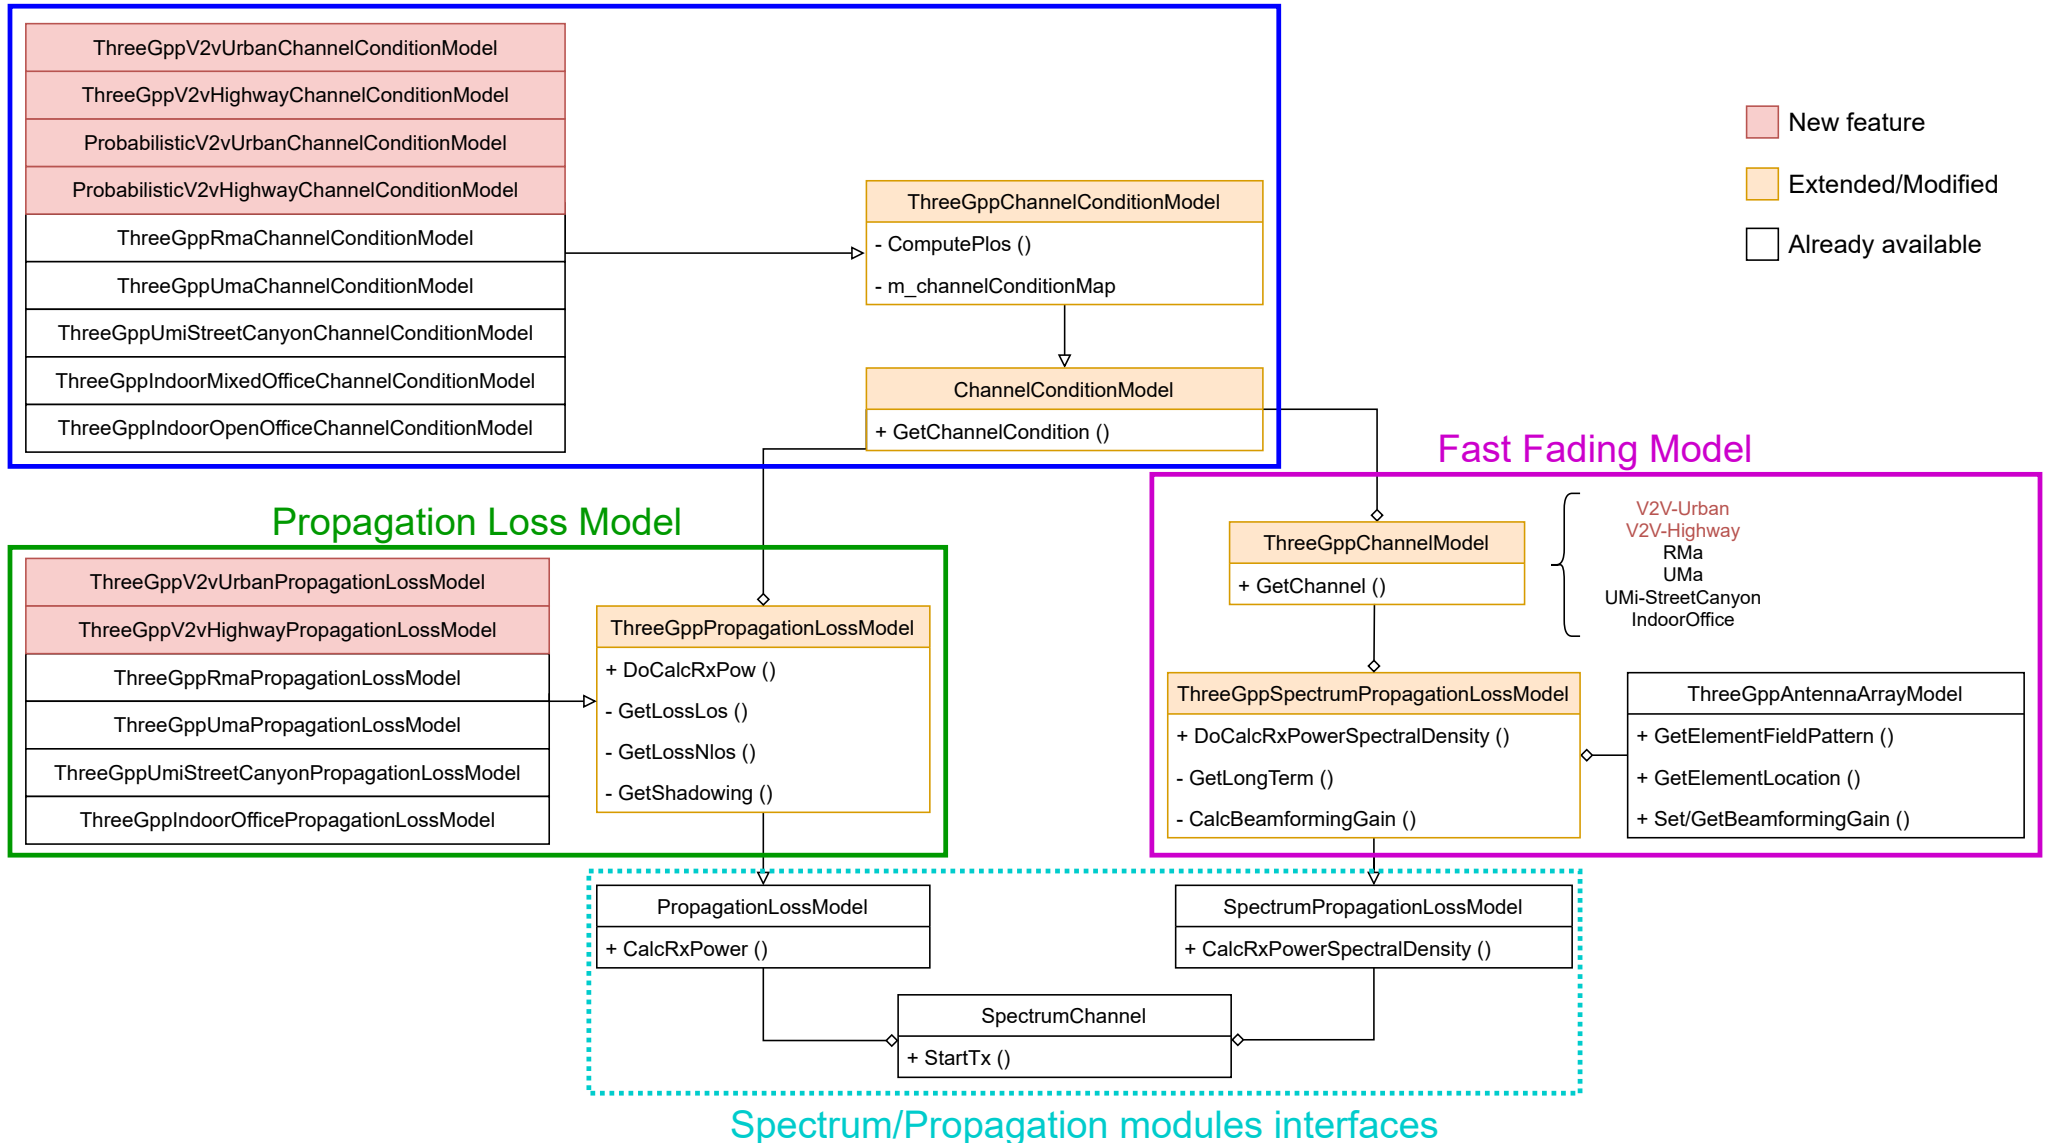 ThreeGppV2vUrbanChannelConditionModel
ThreeGppV2vHighwayChannelConditionModel
ProbabilisticV2vUrbanChannelConditionModel
ProbabilisticV2vHighwayChannelConditionModel
ThreeGppRmaChannelConditionModel
ThreeGppUmaChannelConditionModel
ThreeGppUmiStreetCanyonChannelConditionModel
ThreeGppIndoorMixedOfficeChannelConditionModel
ThreeGppIndoorOpenOfficeChannelConditionModel
ThreeGppChannelConditionModel
- ComputePlos ()
- m_channelConditionMap
ChannelConditionModel
+ GetChannelCondition ()
New feature
Extended/Modified
Already available
Propagation Loss Model
ThreeGppV2vUrbanPropagationLossModel
ThreeGppV2vHighwayPropagationLossModel
ThreeGppRmaPropagationLossModel
ThreeGppUmaPropagationLossModel
ThreeGppUmiStreetCanyonPropagationLossModel
ThreeGppIndoorOfficePropagationLossModel
ThreeGppPropagationLossModel
+ DoCalcRxPow ()
- GetLossLos ()
- GetLossNlos ()
- GetShadowing ()
Fast Fading Model
ThreeGppChannelModel
+ GetChannel ()
V2V-Urban
V2V-Highway
RMa
UMa
UMi-StreetCanyon
IndoorOffice
ThreeGppSpectrumPropagationLossModel
+ DoCalcRxPowerSpectralDensity ()
- GetLongTerm ()
- CalcBeamformingGain ()
ThreeGppAntennaArrayModel
+ GetElementFieldPattern ()
+ GetElementLocation ()
+ Set/GetBeamformingGain ()
PropagationLossModel
+ CalcRxPower ()
SpectrumPropagationLossModel
+ CalcRxPowerSpectralDensity ()
SpectrumChannel
+ StartTx ()
Spectrum/Propagation modules interfaces